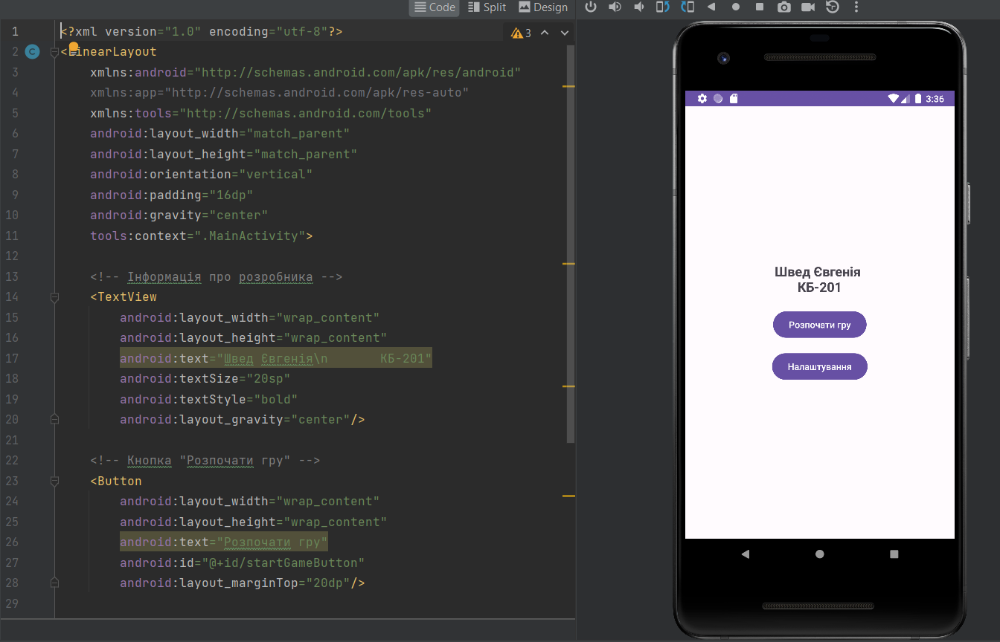 Code Split Design
1 <?xml version="1.0" encoding="utf-8"?>
3
2 C <LinearLayout
3 xmlns:android="http://schemas.android.com/apk/res/android"
4 xmlns:app="http://schemas.android.com/apk/res-auto"
5 xmlns:tools="http://schemas.android.com/tools"
6 android:layout_width="match_parent"
7 android:layout_height="match_parent"
8 android:orientation="vertical"
9 android:padding="16dp"
10 android:gravity="center"
11 tools:context=".MainActivity">
12
13 <!-- Інформація про розробника -->
14 <TextView
15 android:layout_width="wrap_content"
16 android:layout_height="wrap_content"
17 android:text="Швед Євгенія\n       КБ-201"
18 android:textSize="20sp"
19 android:textStyle="bold"
20 android:layout_gravity="center"/>
21
22 <!-- Кнопка "Розпочати гру" -->
23 <Button
24 android:layout_width="wrap_content"
25 android:layout_height="wrap_content"
26 android:text="Розпочати гру"
27 android:id="@+id/startGameButton"
28 android:layout_marginTop="20dp"/>
29
3:36
Швед Євгенія
КБ-201
Розпочати гру
Налаштування